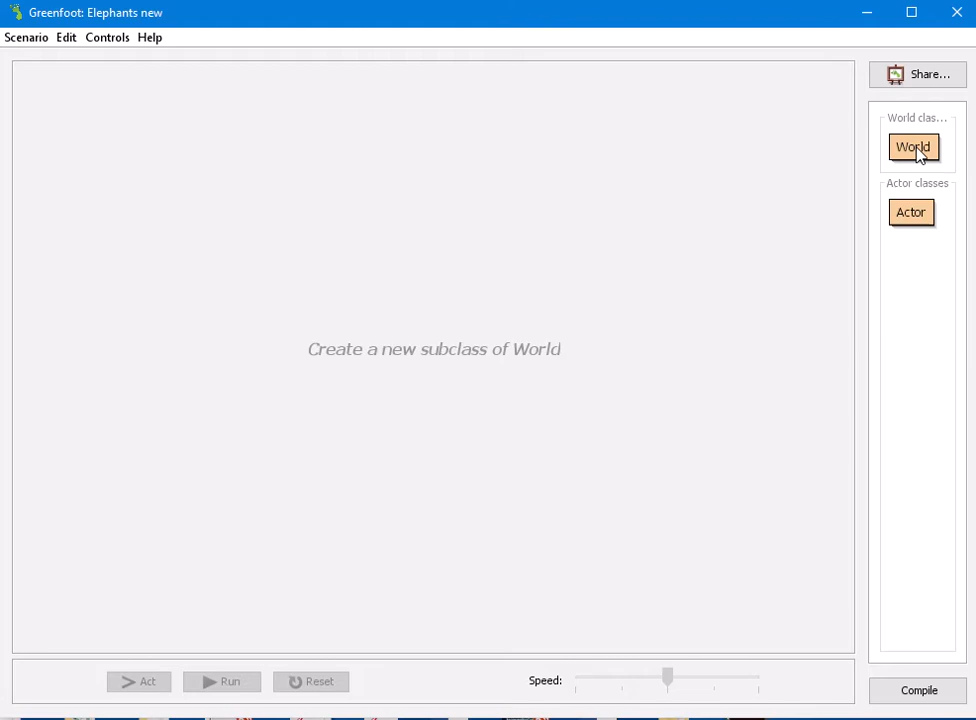 Greenfoot: Elephants new
Scenario Edit Controls Help
Share...
World clas...
World
Actor classes
Actor
Create a new subclass of World
Act Run Reset Speed:
Compile